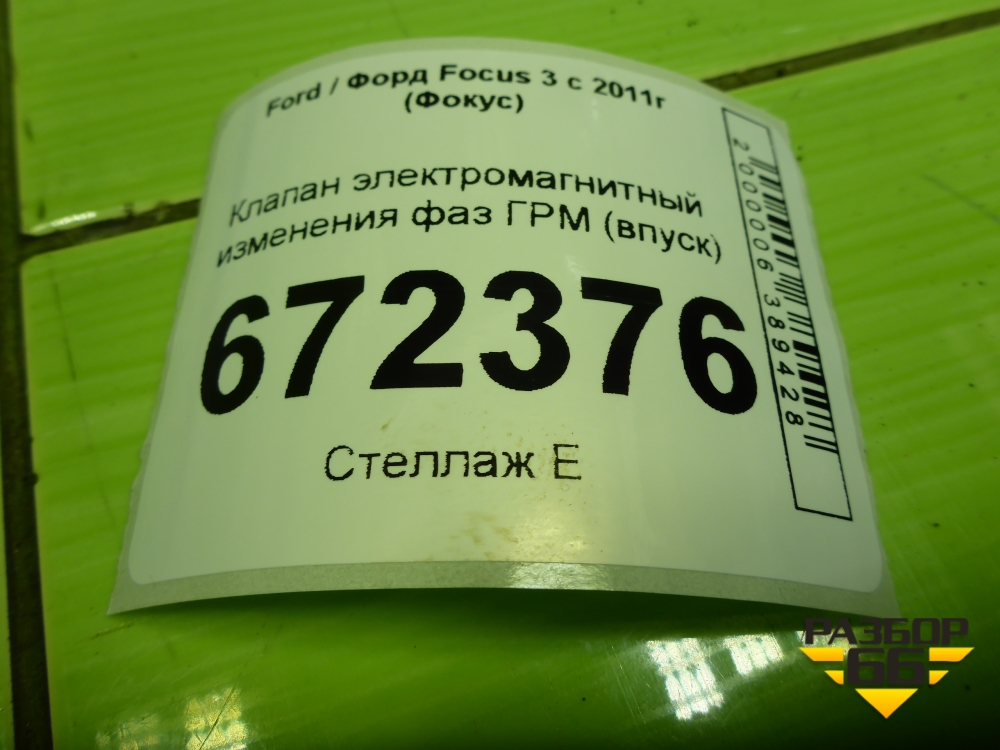 Ford / Форд Focus 3 с 2011г
(Фокус)
Клапан электромагнитный
изменения фаз ГРМ (впуск)
672376
Стеллаж Е
2000006389428
РАЗБОР
66